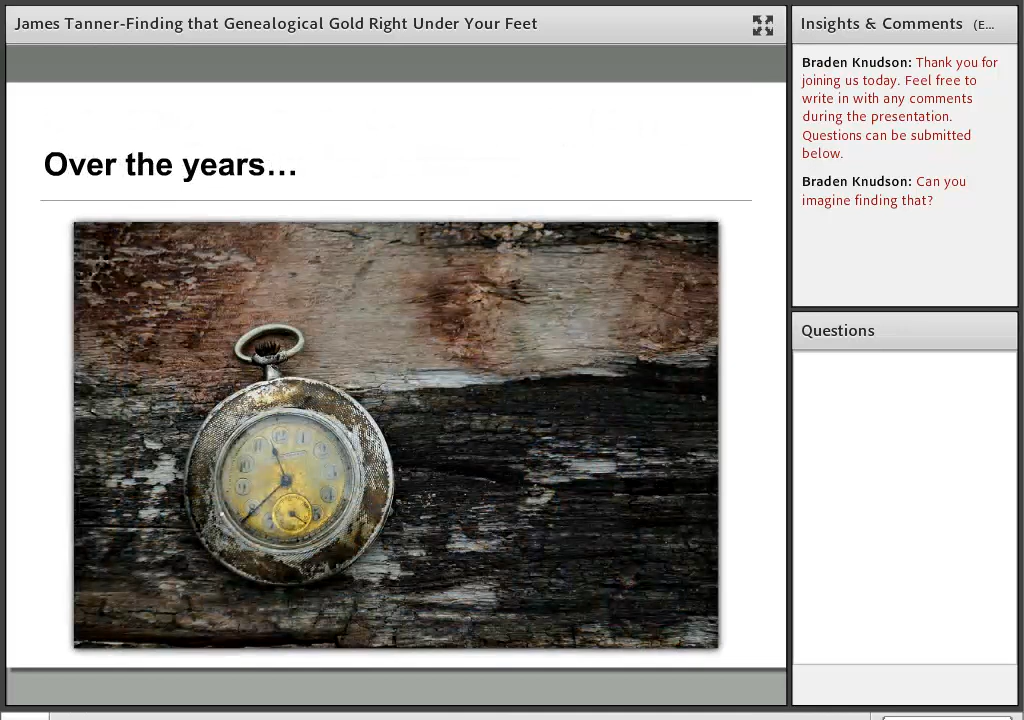 James Tanner-Finding that Genealogical Gold Right Under Your Feet
Over the years...
Insights & Comments (E...
Braden Knudson: Thank you for
joining us today. Feel free to
write in with any comments
during the presentation.
Questions can be submitted
below.
Braden Knudson: Can you
imagine finding that?
Questions